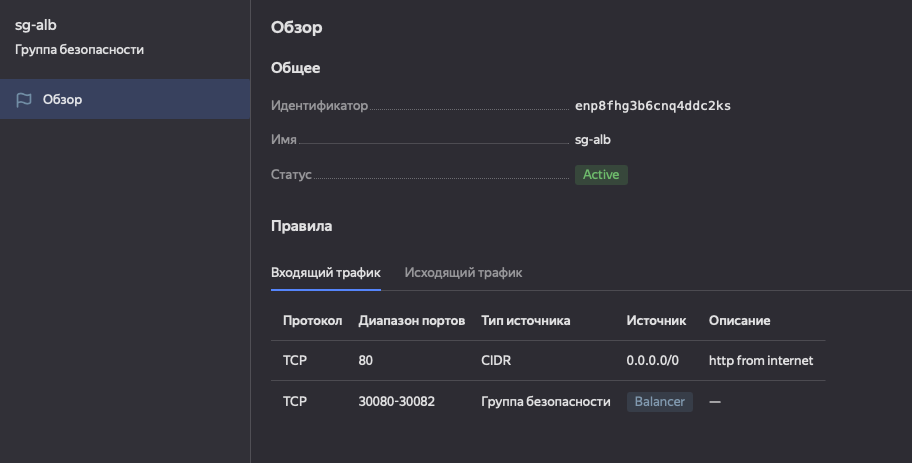 sg-alb
Группа безопасности
Обзор
Обзор
Общее
Идентификатор enp8fhg3b6cnq4ddc2ks
Имя sg-alb
Статус Active
Правила
Входящий трафик Исходящий трафик
Протокол Диапазон портов Тип источника Источник Описание
TCP 80 CIDR 0.0.0.0/0 http from internet
TCP 30080-30082 Группа безопасности Balancer —